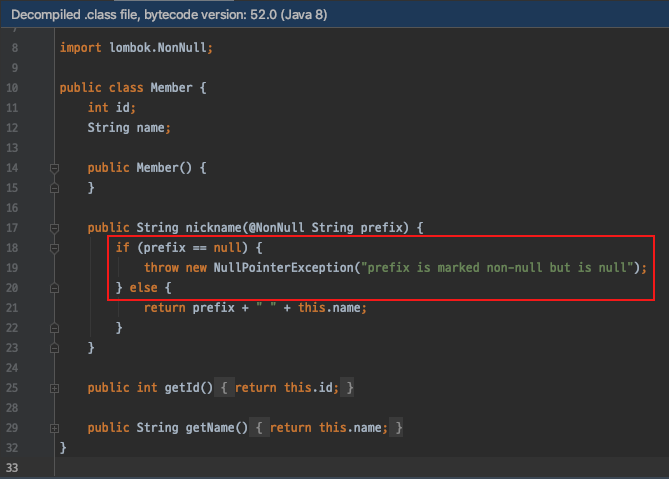 Decompiled .class file, bytecode version: 52.0 (Java 8)
7
8 import lombok.NonNull;
9
10 public class Member {
11 int id;
12 String name;
13
14 public Member() {
15 }
16
17 public String nickname(@NonNull String prefix) {
18 if (prefix == null) {
19 throw new NullPointerException("prefix is marked non-null but is null");
20 } else {
21 return prefix + " " + this.name;
22 }
23 }
24
25 public int getId() { return this.id; }
28
29 public String getName() { return this.name; }
32 }
33